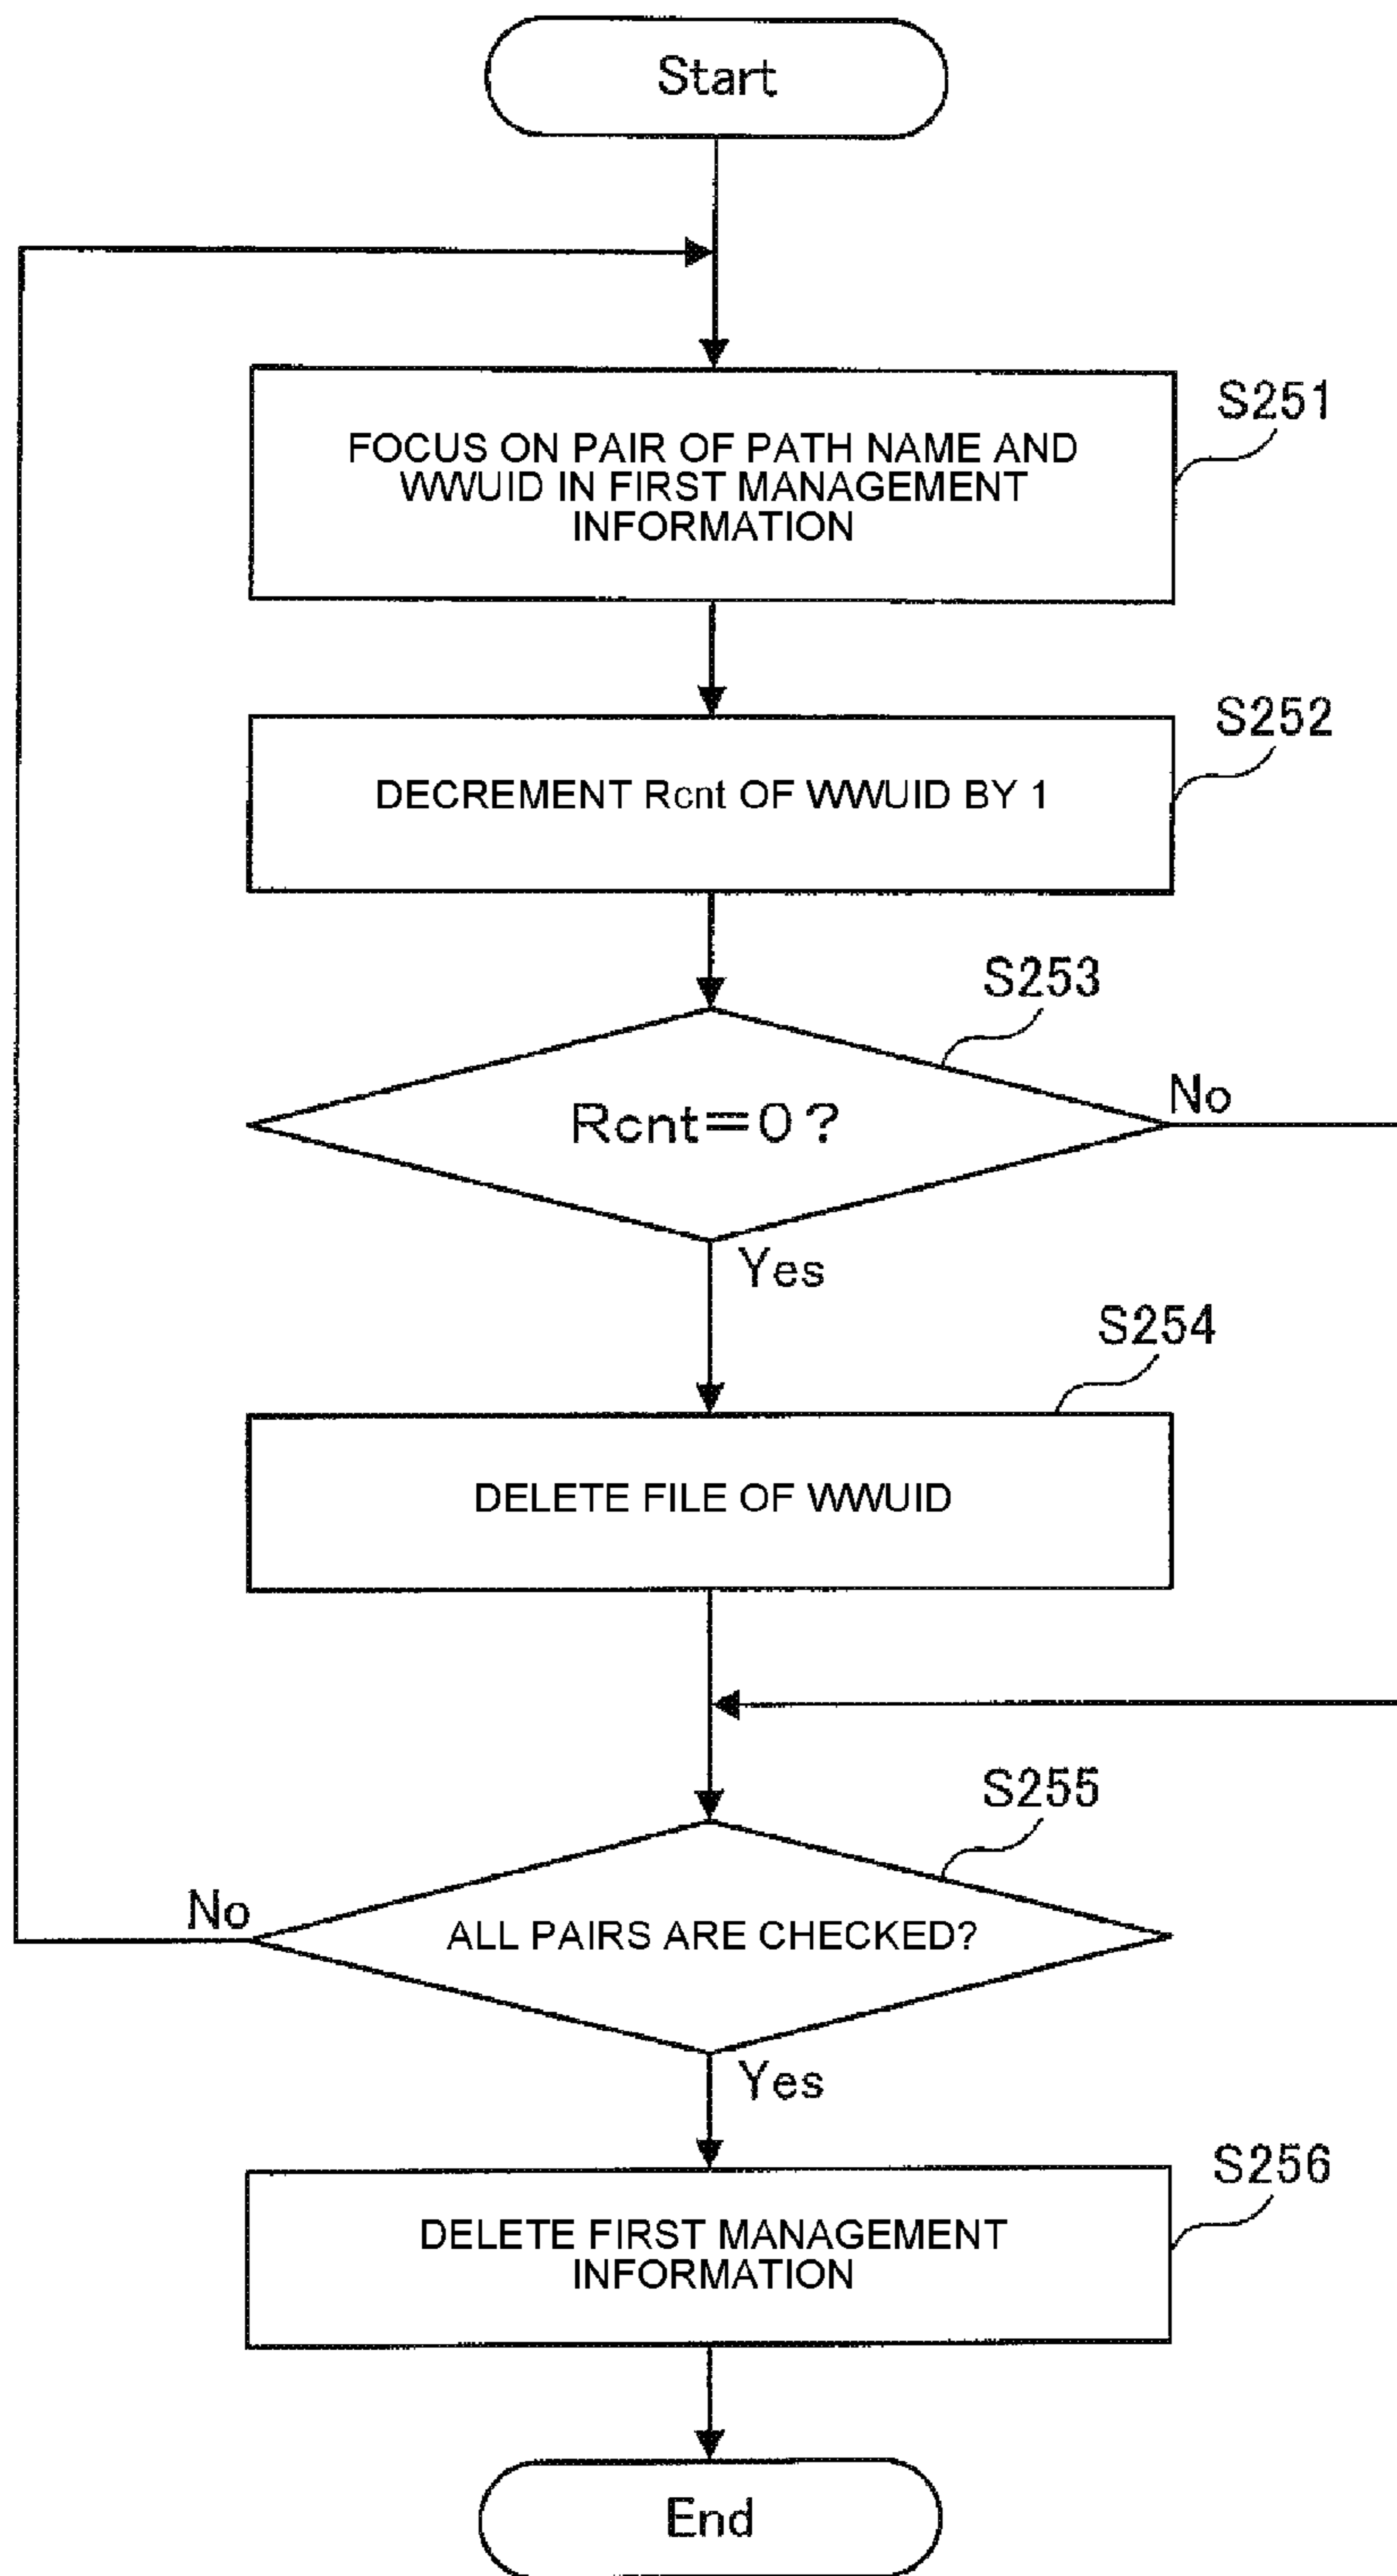 Start
S251
FOCUS ON PAIR OF PATH NAME AND
WWUID IN FIRST MANAGEMENT
INFORMATION
S252
DECREMENT Rcnt OF WWUID BY 1
S253
Rcnt=0?
No
Yes
S254
DELETE FILE OF WWUID
S255
No
ALL PAIRS ARE CHECKED?
Yes
S256
DELETE FIRST MANAGEMENT
INFORMATION
End